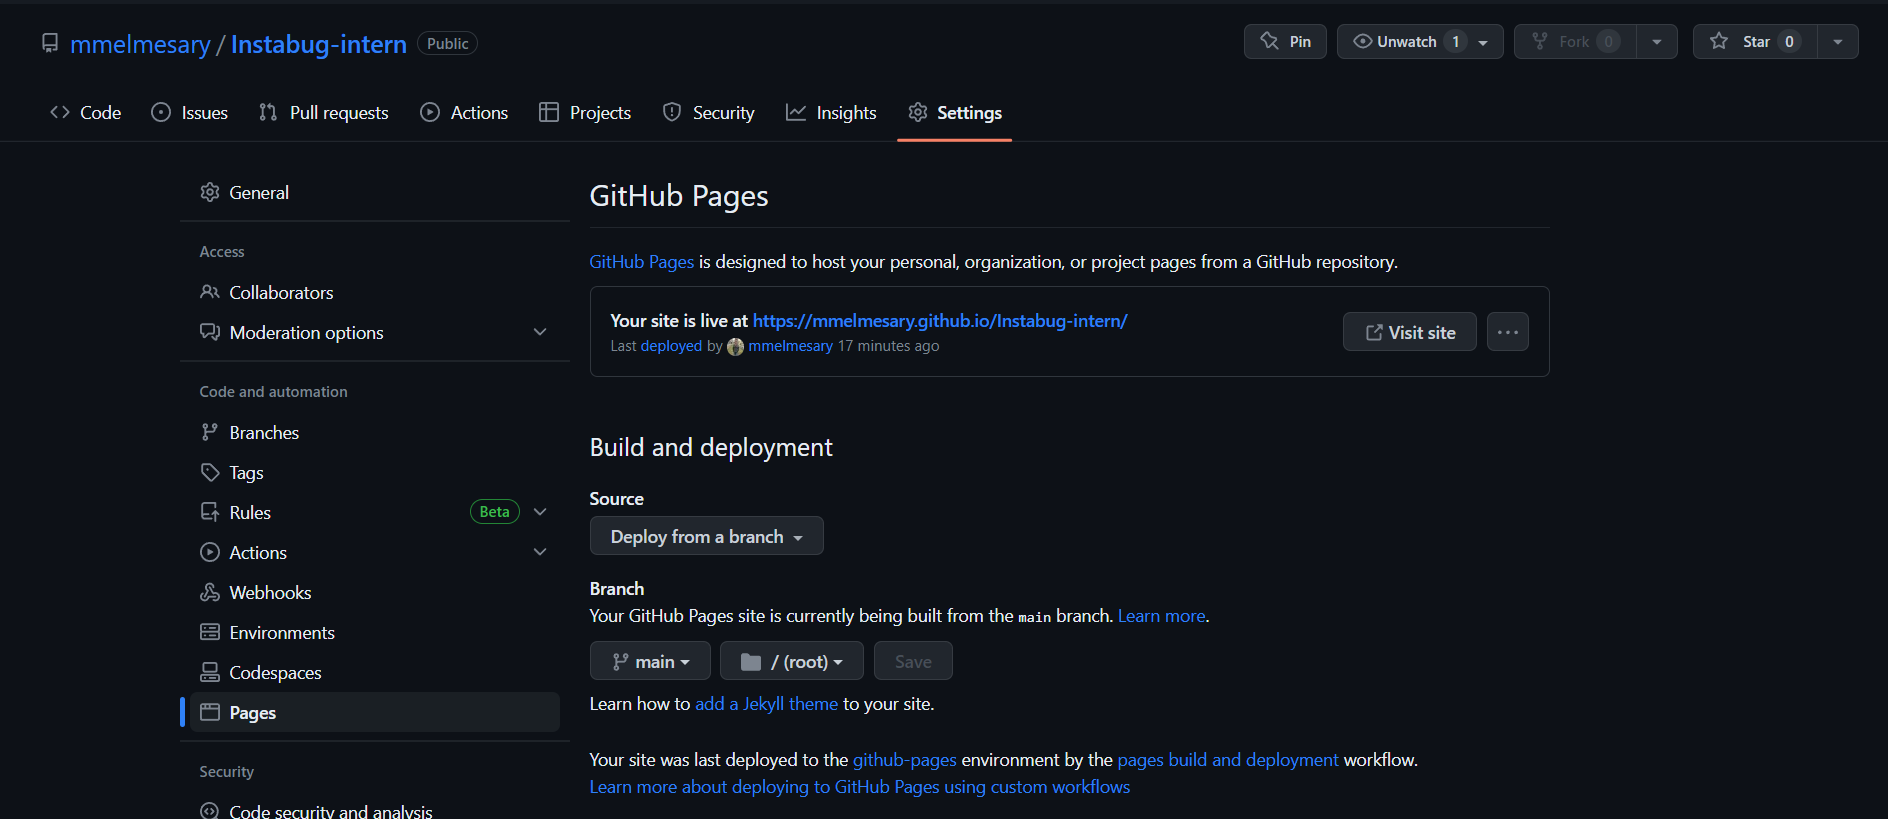 mmelmesary / Instabug-intern Public
Pin
Unwatch 1
Fork 0
Star 0
Code
Issues
Pull requests
Actions
Projects
Security
Insights
Settings
General
Access
Collaborators
Moderation options
Code and automation
Branches
Tags
Rules Beta
Actions
Webhooks
Environments
Codespaces
Pages
Security
Code security and analysis
GitHub Pages
GitHub Pages is designed to host your personal, organization, or project pages from a GitHub repository.
Your site is live at https://mmelmesary.github.io/Instabug-intern/
Last deployed by mmelmesary 17 minutes ago
Visit site
Build and deployment
Source
Deploy from a branch
Branch
Your GitHub Pages site is currently being built from the main branch. Learn more.
main
/ (root)
Save
Learn how to add a Jekyll theme to your site.
Your site was last deployed to the github-pages environment by the pages build and deployment workflow.
Learn more about deploying to GitHub Pages using custom workflows